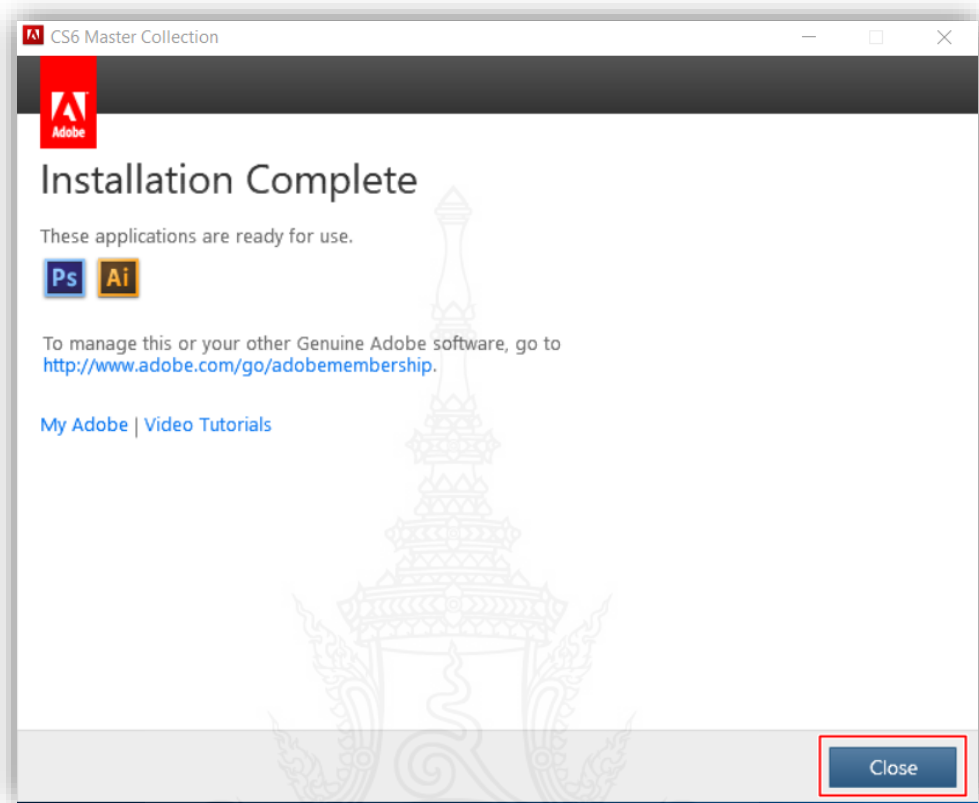 CS6 Master Collection
Adobe
Installation Complete
These applications are ready for use.
Ps Ai
To manage this or your other Genuine Adobe software, go to
http://www.adobe.com/go/adobemembership.
My Adobe | Video Tutorials
Close